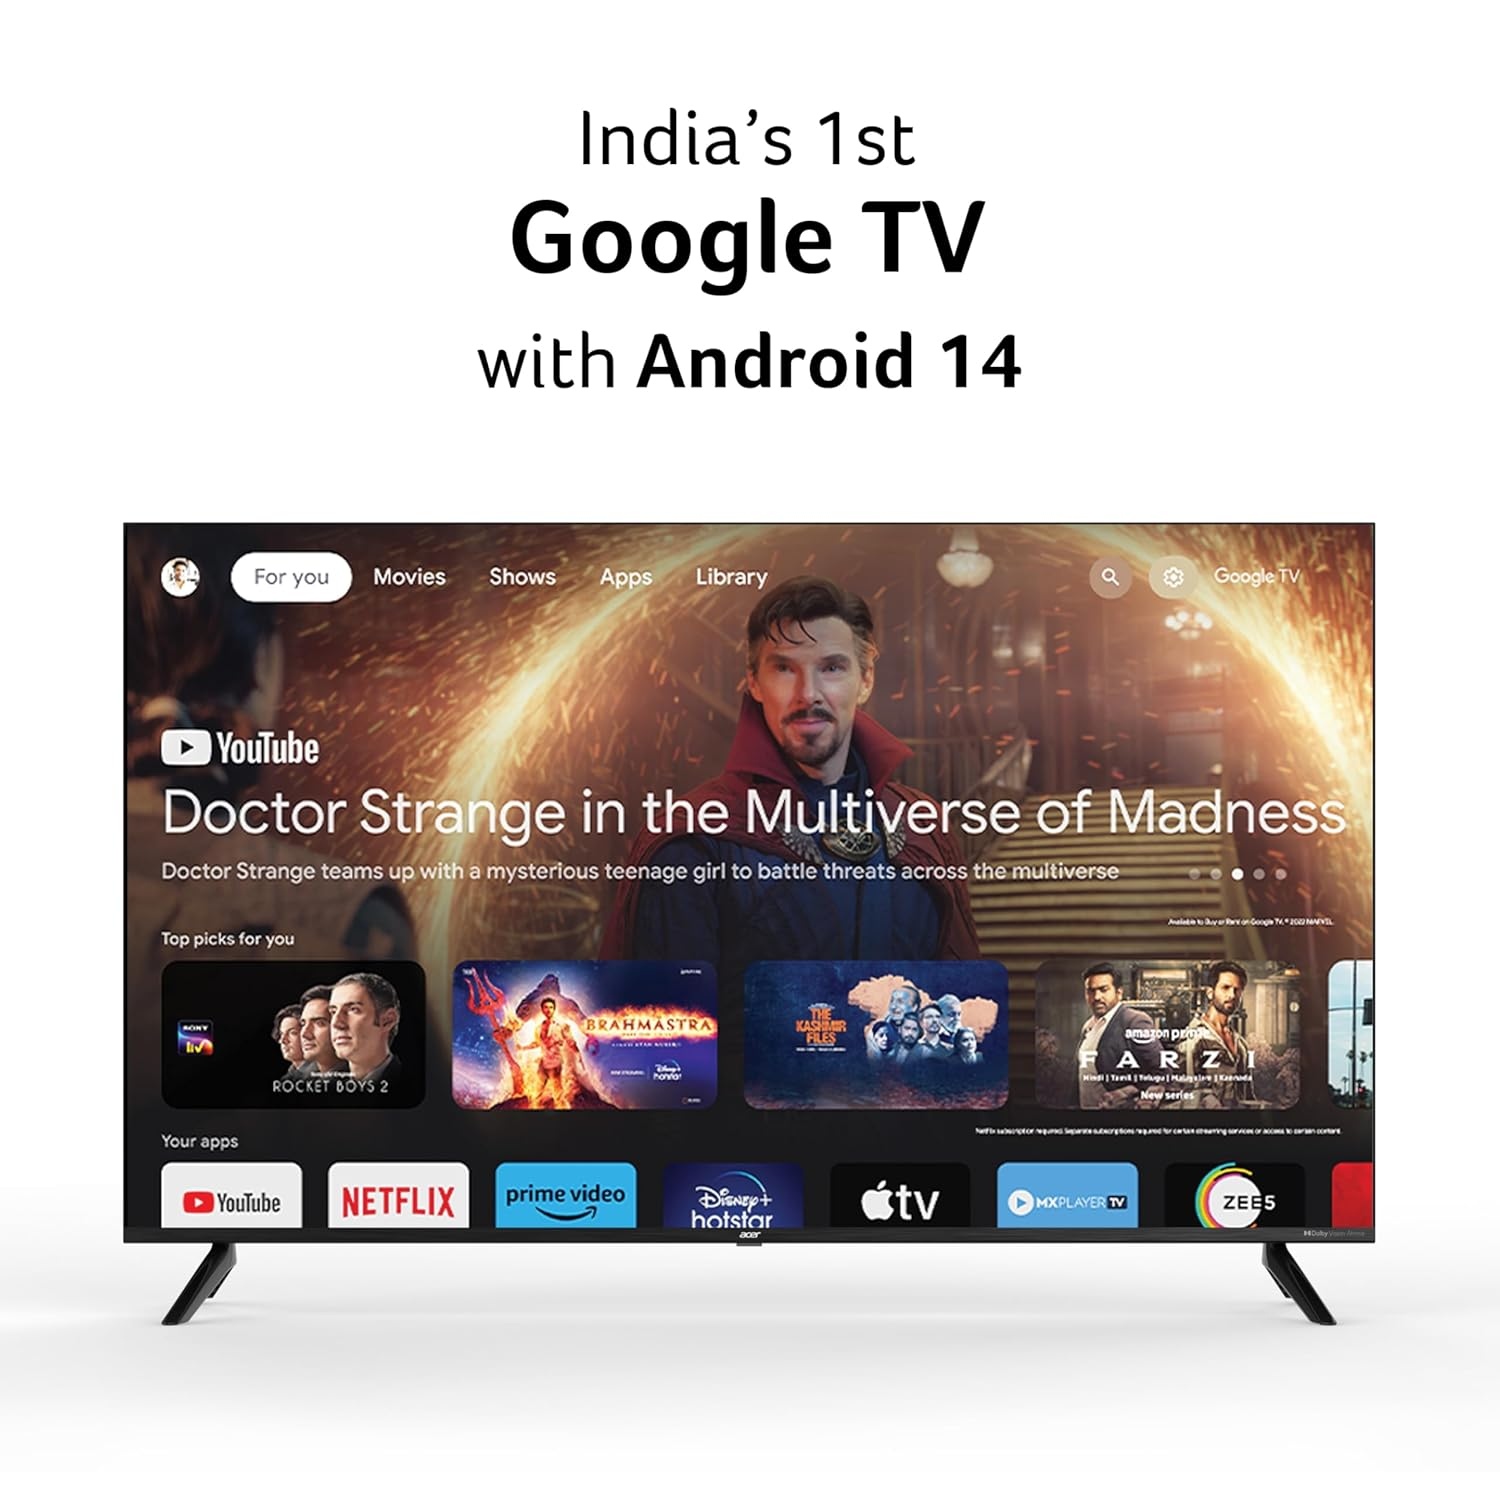 India's 1st
Google TV
with Android 14
For you Movies Shows Apps Library Google TV
YouTube
Doctor Strange in the Multiverse of Madness
Doctor Strange teams up with a mysterious teenage girl to battle threats across the multiverse
Available to Buy or Rent on Google TV. © 2022 MARVEL.
Top picks for you
SONY
liv
ROCKET BOYS 2
BRAHMĀSTRA
Disney+
hotstar
THE
KASHMIR
FILES
amazon prime
FARZI
Hindi | Tamil | Telugu | Malayalam | Kannada
New series
Netflix subscription required. Separate subscriptions required for certain streaming services or access to certain content.
Your apps
YouTube
NETFLIX
prime video
Disney+
hotstar
tv
MXPLAYER TV
ZEE5
acer
Dolby Vision Atmos